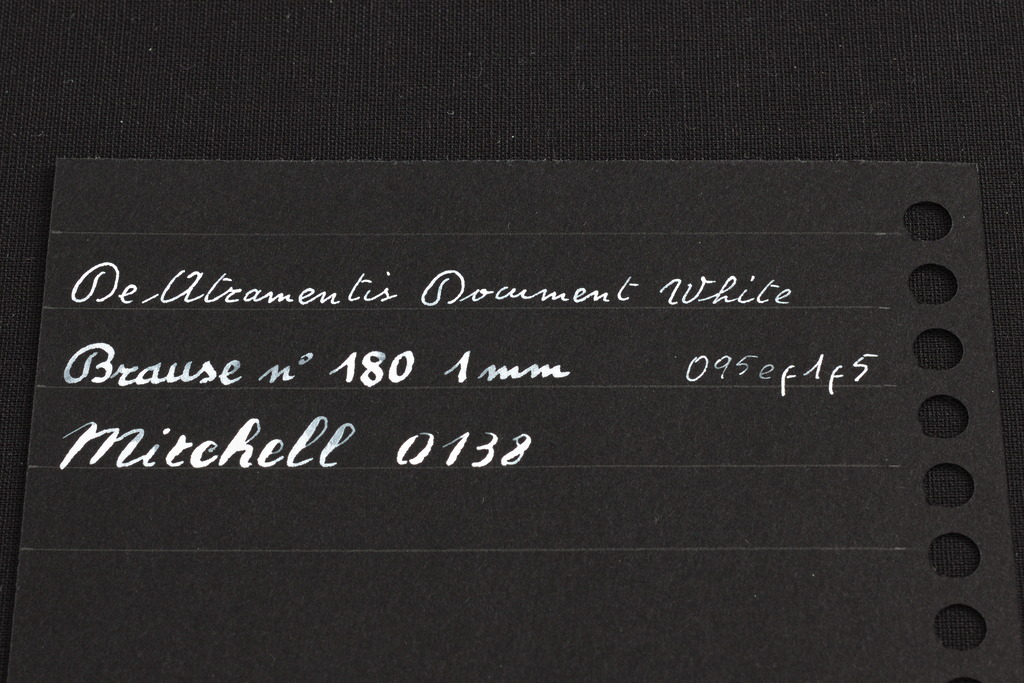 De Atramentis Document White
Brause n° 180 1mm 095ef1f5
Mitchell 0138